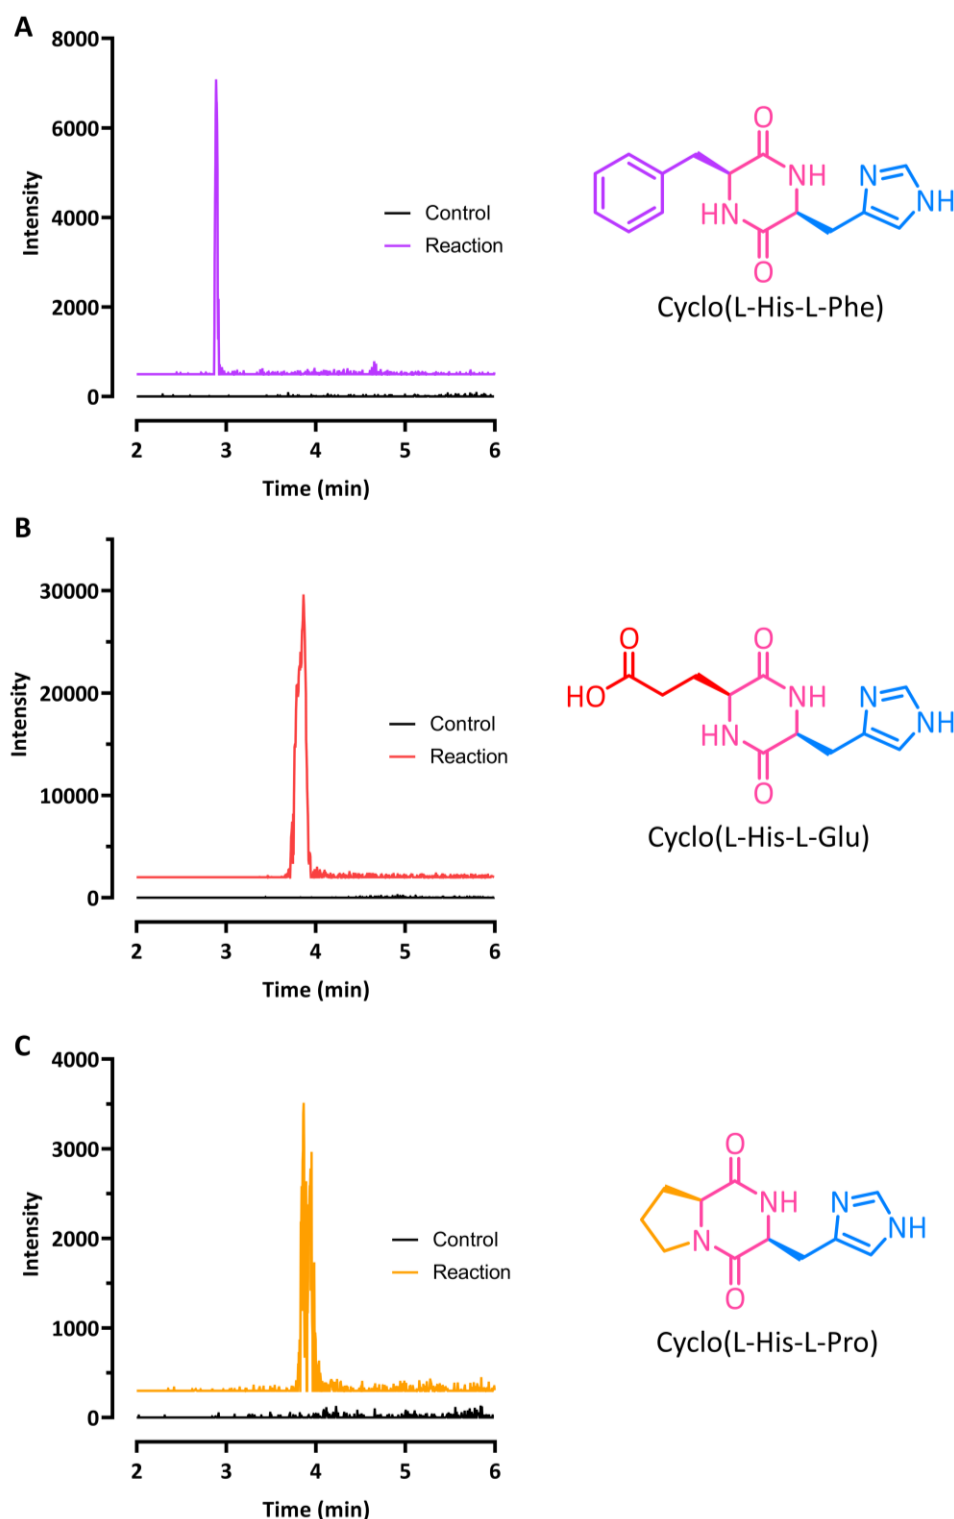 A
8000
6000
4000
2000
0
Intensity
Control
Reaction
2 3 4 5 6
Time (min)
O
NH
HN
O
N
NH
Cyclo(L-His-L-Phe)
B
30000
20000
10000
0
Intensity
Control
Reaction
2 3 4 5 6
Time (min)
O
HO
O
NH
HN
O
N
NH
Cyclo(L-His-L-Glu)
C
4000
3000
2000
1000
0
Intensity
Control
Reaction
2 3 4 5 6
Time (min)
O
NH
N
O
N
NH
Cyclo(L-His-L-Pro)